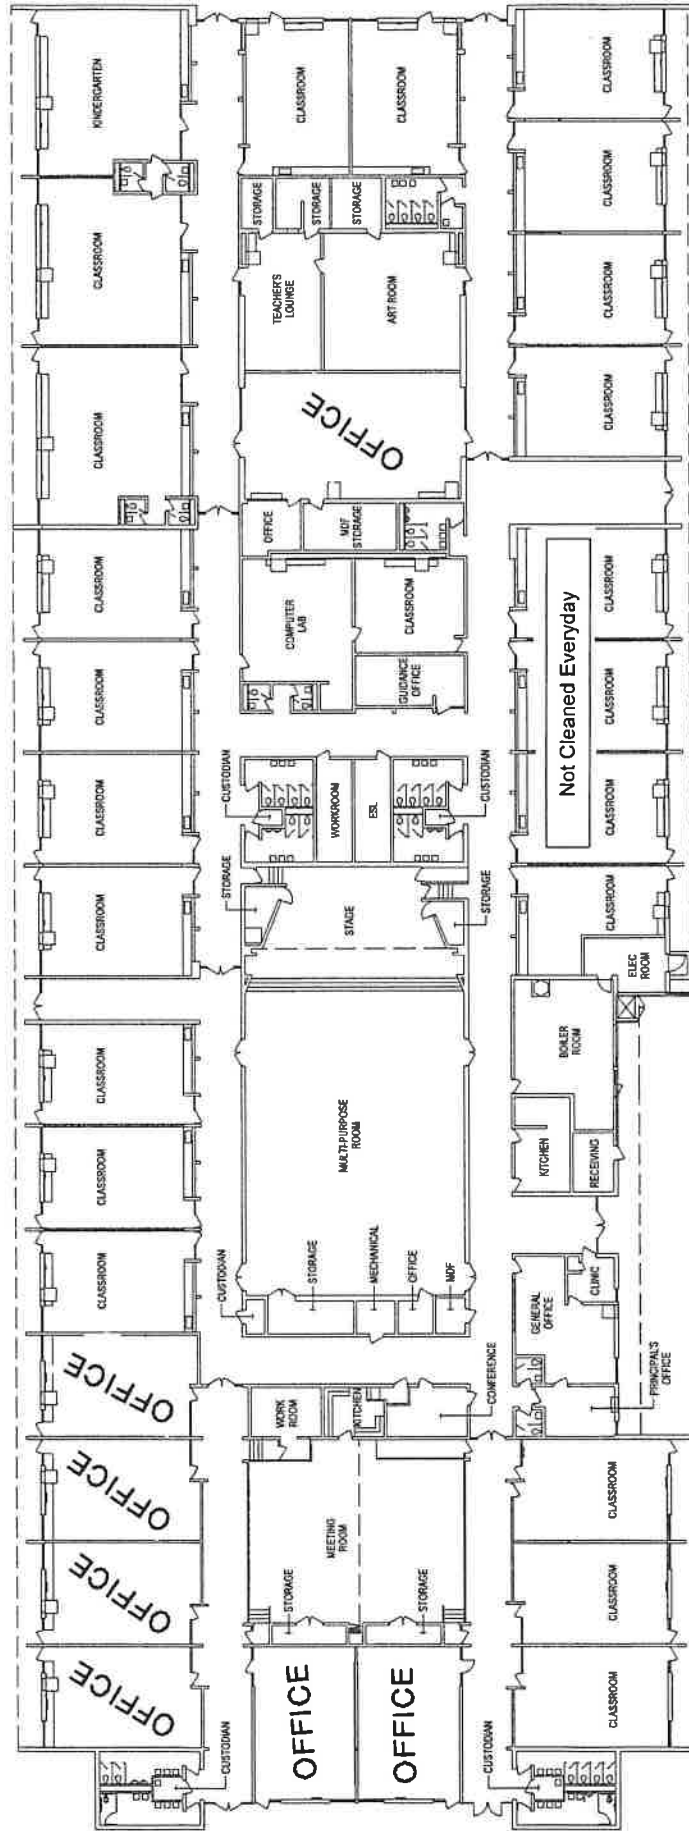 OFFICE
OFFICE
OFFICE
OFFICE
CLASSROOM
CLASSROOM
CLASSROOM
CLASSROOM
CLASSROOM
CLASSROOM
CLASSROOM
CLASSROOM
CLASSROOM
KINDERGARTEN
CUSTODIAN
CUSTODIAN
STORAGE
CUSTODIAN
OFFICE
OFFICE
STORAGE
STORAGE
MEETING
ROOM
WORK
ROOM
KITCHEN
CONFERENCE
STORAGE
MECHANICAL
OFFICE
MDF
MULTI-PURPOSE
ROOM
STAGE
STORAGE
WORKROOM
ESL
CUSTODIAN
COMPUTER
LAB
GUIDANCE
OFFICE
CLASSROOM
OFFICE
MDF
STORAGE
OFFICE
TEACHER'S
LOUNGE
ART ROOM
STORAGE
STORAGE
STORAGE
CLASSROOM
CLASSROOM
CUSTODIAN
CLASSROOM
CLASSROOM
CLASSROOM
PRINCIPAL'S
OFFICE
GENERAL
OFFICE
CLINIC
KITCHEN
RECEIVING
BOILER
ROOM
ELEC
ROOM
CLASSROOM
Not Cleaned Everyday
CLASSROOM
CLASSROOM
CLASSROOM
CLASSROOM
CLASSROOM
CLASSROOM
CLASSROOM